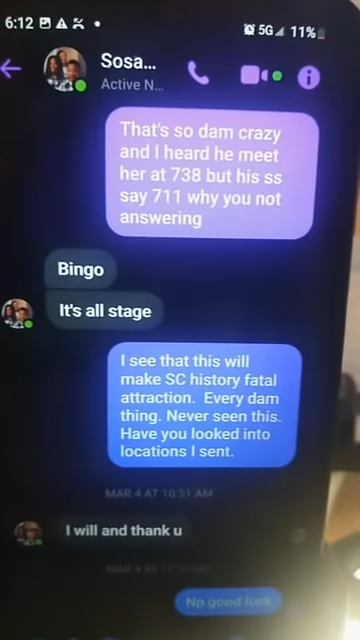 6:12
5G 11%
Sosa...
Active N...
That's so dam crazy
and I heard he meet
her at 738 but his ss
say 711 why you not
answering
Bingo
It's all stage
I see that this will
make SC history fatal
attraction. Every dam
thing. Never seen this.
Have you looked into
locations I sent.
MAR 4 AT 10:51 AM
I will and thank u
Np good luck